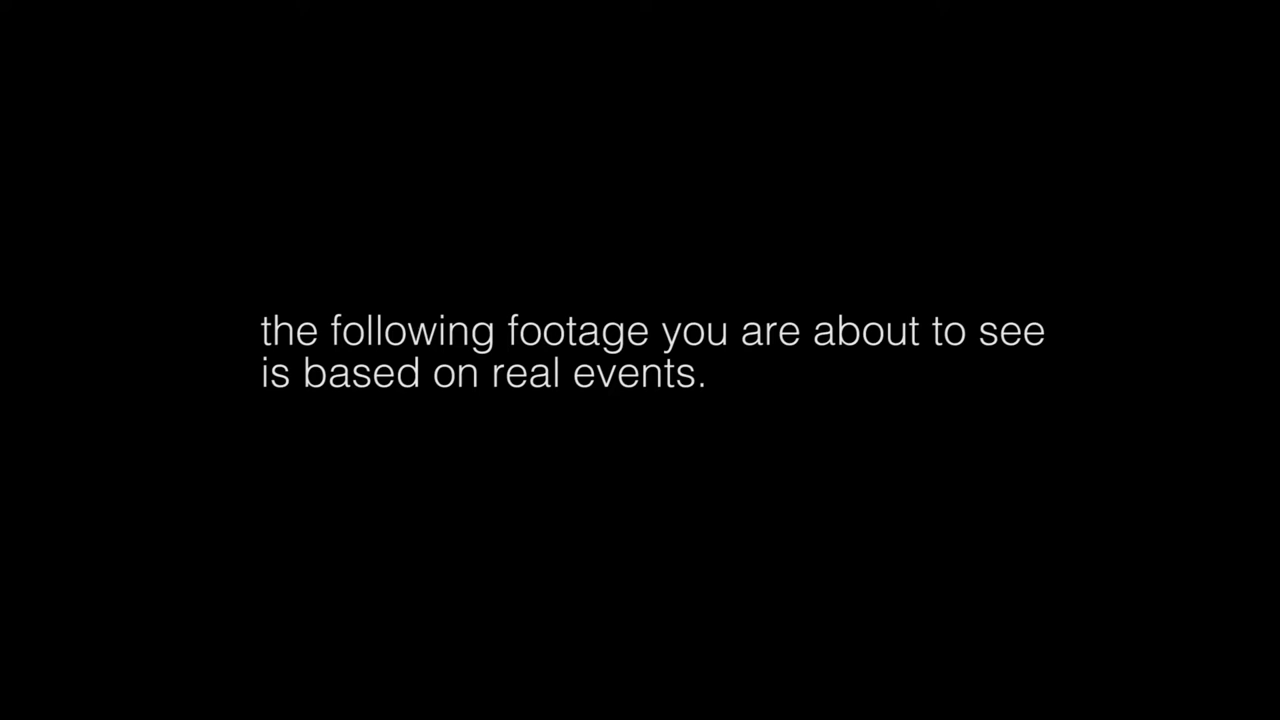 the following footage you are about to see
is based on real events.